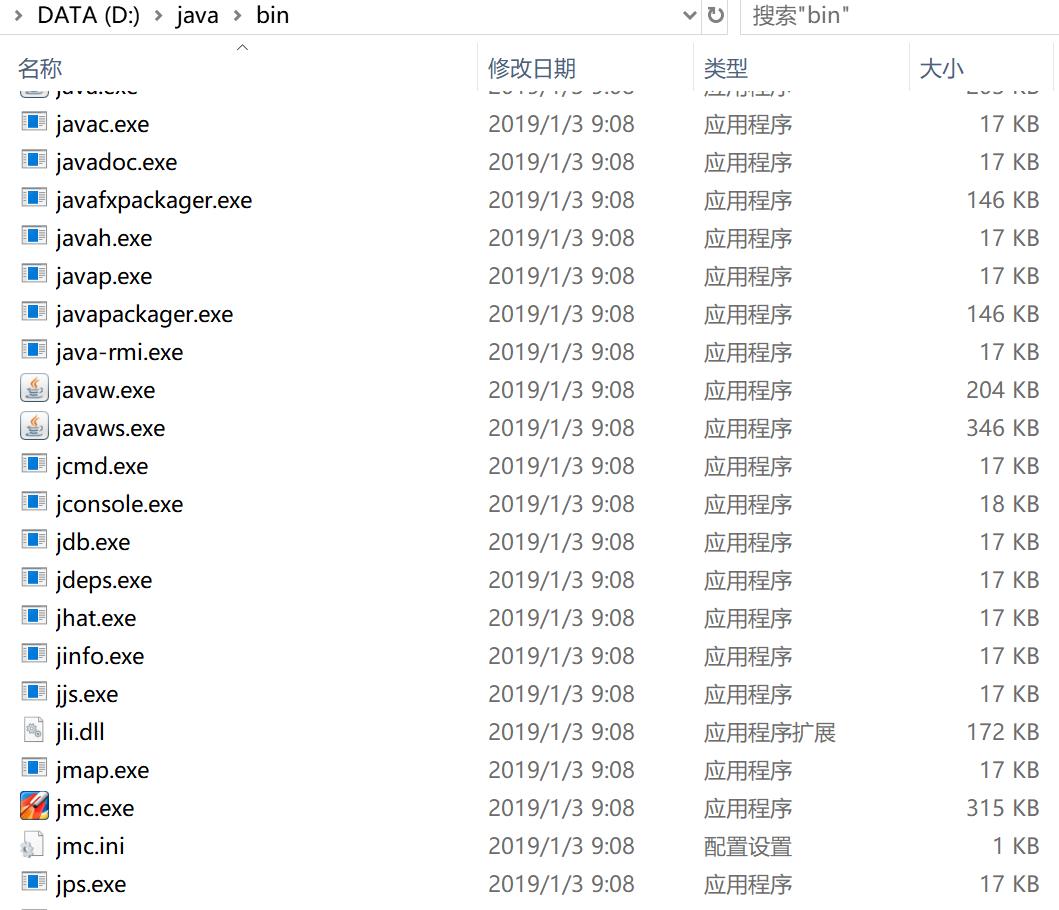 DATA (D:) java bin 搜索"bin"
名称 修改日期 类型 大小
javac.exe 2019/1/3 9:08 应用程序 17 KB
javadoc.exe 2019/1/3 9:08 应用程序 17 KB
javafxpackager.exe 2019/1/3 9:08 应用程序 146 KB
javah.exe 2019/1/3 9:08 应用程序 17 KB
javap.exe 2019/1/3 9:08 应用程序 17 KB
javapackager.exe 2019/1/3 9:08 应用程序 146 KB
java-rmi.exe 2019/1/3 9:08 应用程序 17 KB
javaw.exe 2019/1/3 9:08 应用程序 204 KB
javaws.exe 2019/1/3 9:08 应用程序 346 KB
jcmd.exe 2019/1/3 9:08 应用程序 17 KB
jconsole.exe 2019/1/3 9:08 应用程序 18 KB
jdb.exe 2019/1/3 9:08 应用程序 17 KB
jdeps.exe 2019/1/3 9:08 应用程序 17 KB
jhat.exe 2019/1/3 9:08 应用程序 17 KB
jinfo.exe 2019/1/3 9:08 应用程序 17 KB
jjs.exe 2019/1/3 9:08 应用程序 17 KB
jli.dll 2019/1/3 9:08 应用程序扩展 172 KB
jmap.exe 2019/1/3 9:08 应用程序 17 KB
jmc.exe 2019/1/3 9:08 应用程序 315 KB
jmc.ini 2019/1/3 9:08 配置设置 1 KB
jps.exe 2019/1/3 9:08 应用程序 17 KB